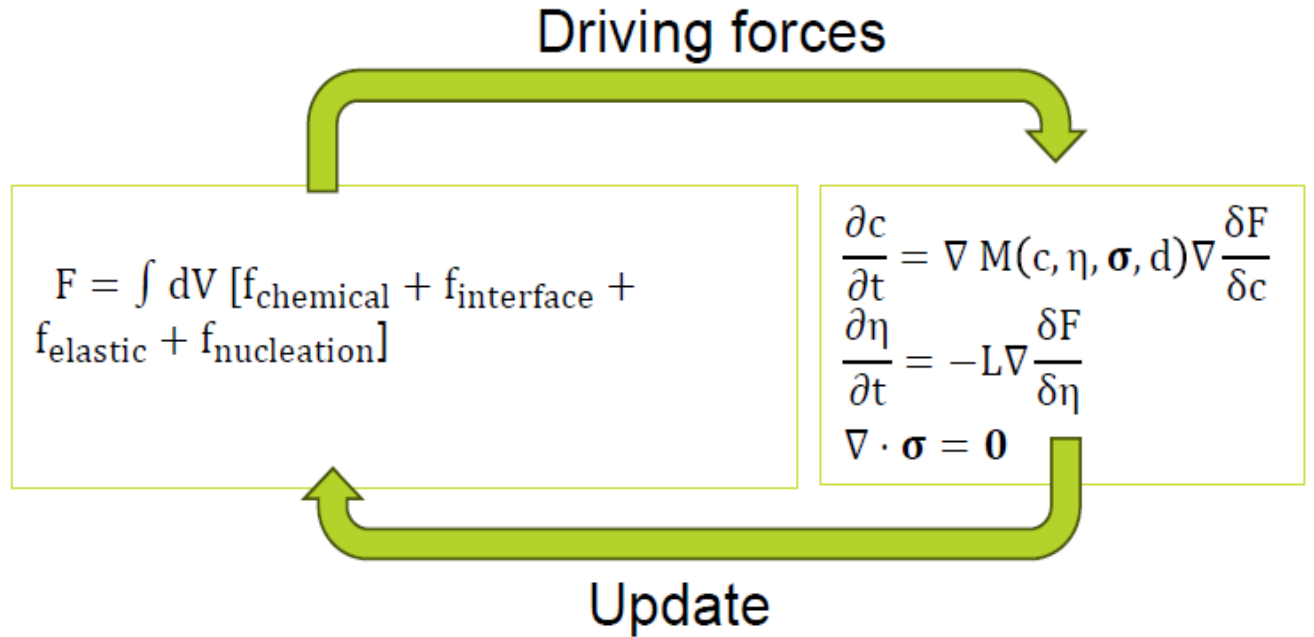 Driving forces
F = ∫ dV [f_chemical + f_interface +
f_elastic + f_nucleation]
∂c/∂t = ∇ M(c, η, σ, d)∇ δF/δc
∂η/∂t = −L∇ δF/δη
∇ · σ = 0
Update